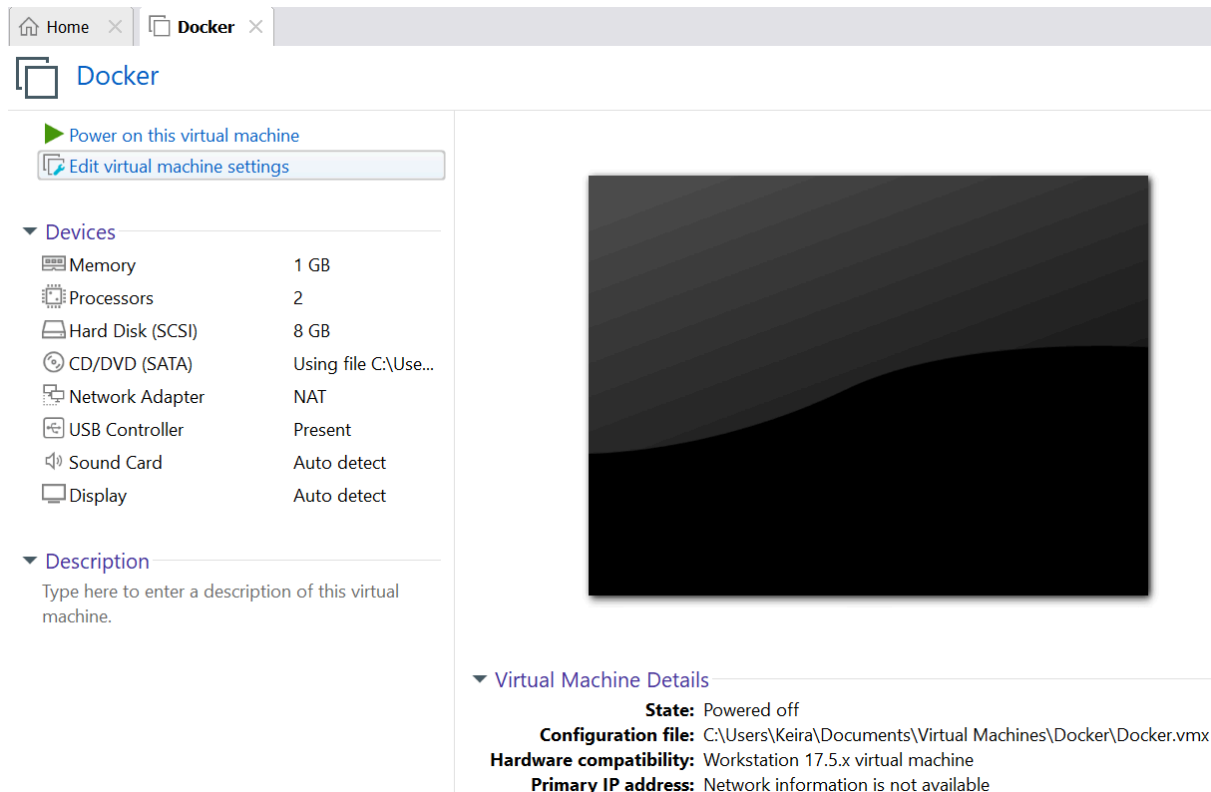 Home
Docker
Docker
Power on this virtual machine
Edit virtual machine settings
Devices
Memory 1 GB
Processors 2
Hard Disk (SCSI) 8 GB
CD/DVD (SATA) Using file C:\Use...
Network Adapter NAT
USB Controller Present
Sound Card Auto detect
Display Auto detect
Description
Type here to enter a description of this virtual
machine.
Virtual Machine Details
State: Powered off
Configuration file: C:\Users\Keira\Documents\Virtual Machines\Docker\Docker.vmx
Hardware compatibility: Workstation 17.5.x virtual machine
Primary IP address: Network information is not available